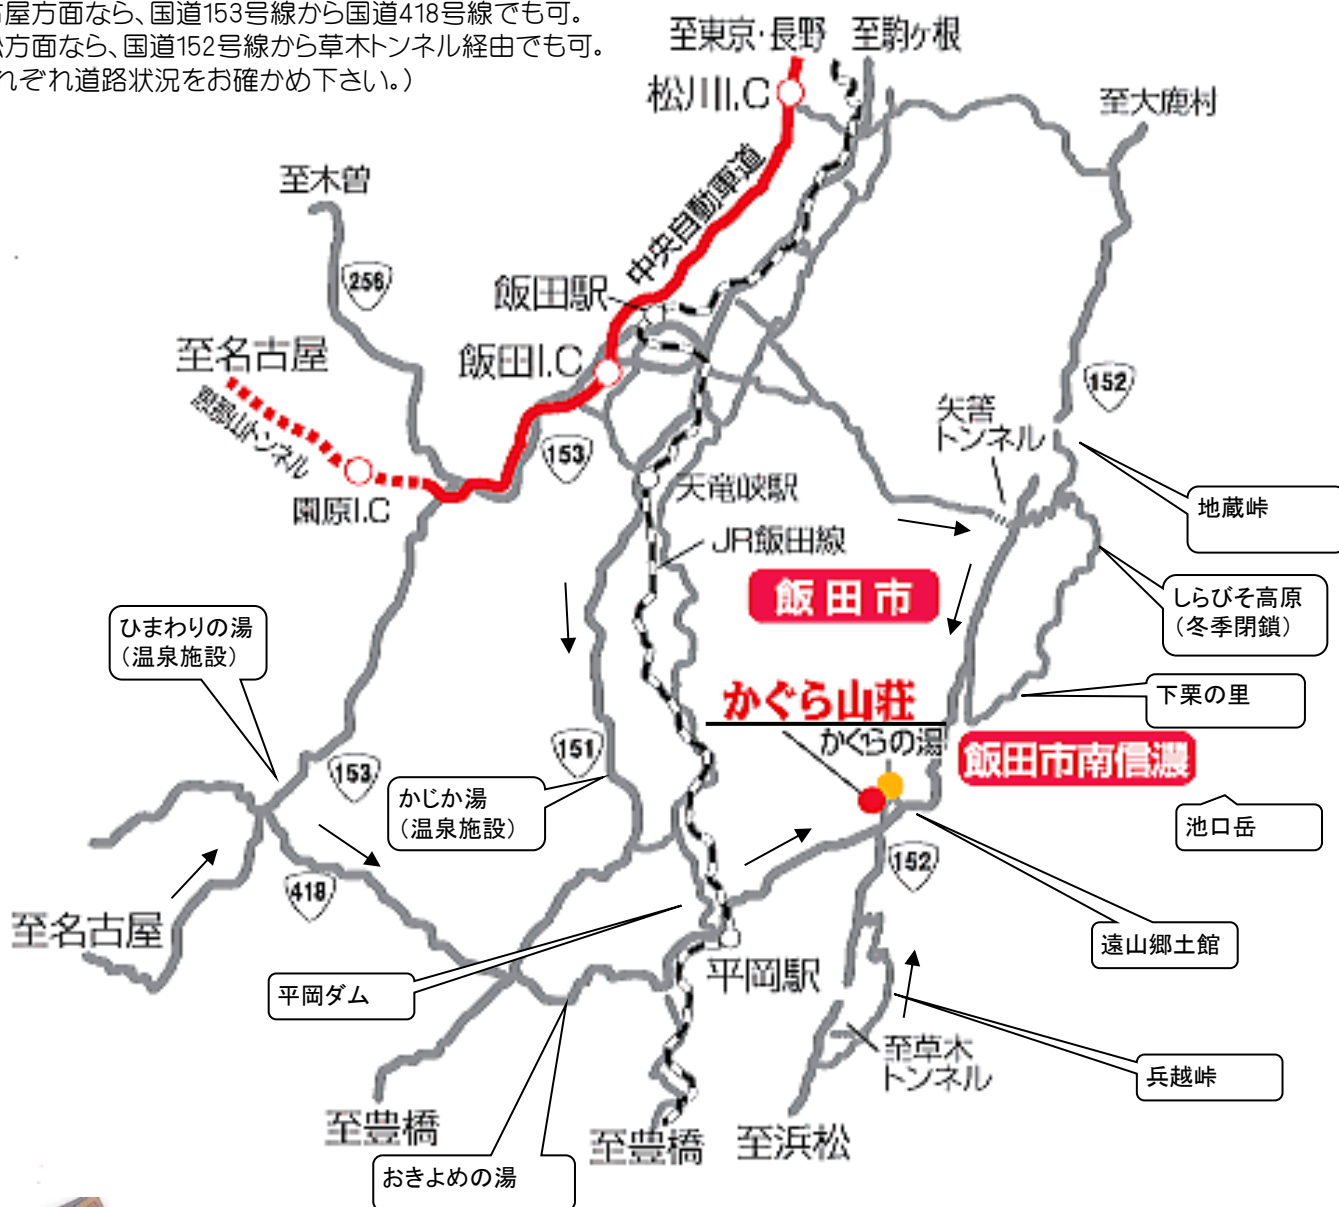 古屋方面なら、国道153号線から国道418号線でも可。
松方面なら、国道152号線から草木トンネル経由でも可。
れぞれ道路状況をお確かめ下さい。）
至東京・長野
至駒ヶ根
松川I.C
至大鹿村
中央自動車道
至木曽
256
飯田駅
至名古屋
飯田I.C
恵那山トンネル
152
矢筈
トンネル
153
園原I.C
天竜峡駅
地蔵峠
JR飯田線
飯田市
しらびそ高原
（冬季閉鎖）
ひまわりの湯
（温泉施設）
下栗の里
かぐら山荘
かぐらの湯
飯田市南信濃
151
153
かじか湯
（温泉施設）
池口岳
152
418
至名古屋
遠山郷土館
平岡駅
平岡ダム
至草木
トンネル
兵越峠
至豊橋
至豊橋
至浜松
おきよめの湯